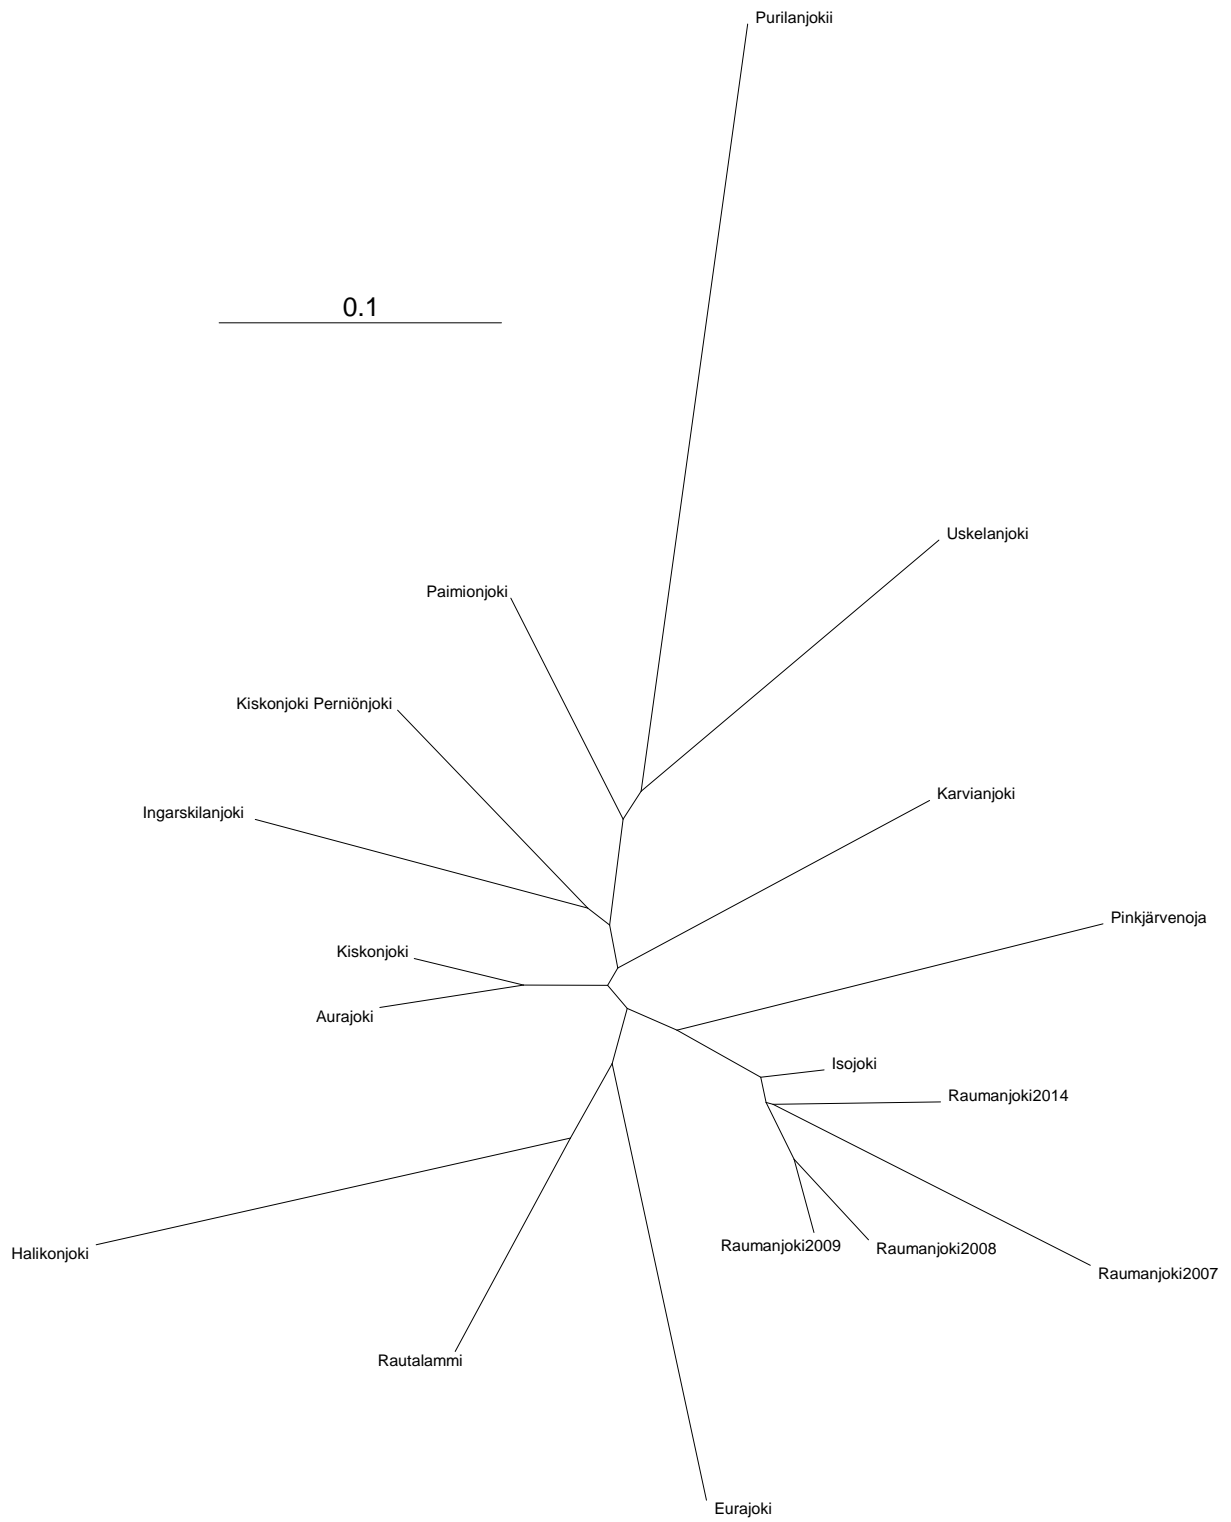 Purilanjokii
0.1
Uskelanjoki
Paimionjoki
Kiskonjoki Perniönjoki
Karvianjoki
Ingarskilanjoki
Pinkjärvenoja
Kiskonjoki
Aurajoki
Isojoki
Raumanjoki2014
Raumanjoki2009
Raumanjoki2008
Halikonjoki
Raumanjoki2007
Rautalammi
Eurajoki